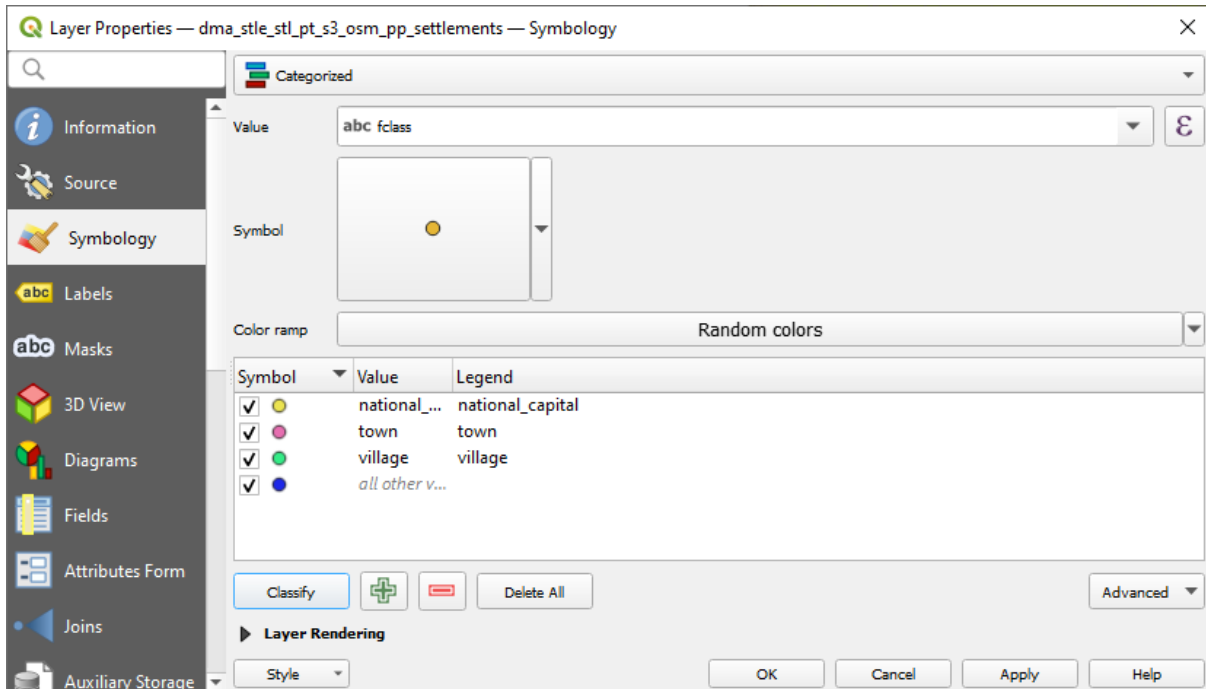 Layer Properties — dma_stle_stl_pt_s3_osm_pp_settlements — Symbology
Categorized
Information
Value abc fclass ε
Source
Symbology
Symbol
abc Labels
Color ramp Random colors
abc Masks
Symbol Value Legend
3D View
national_... national_capital
town town
village village
all other v...
Diagrams
Fields
Attributes Form
Classify Delete All Advanced
Joins
Layer Rendering
Auxiliary Storage
Style OK Cancel Apply Help